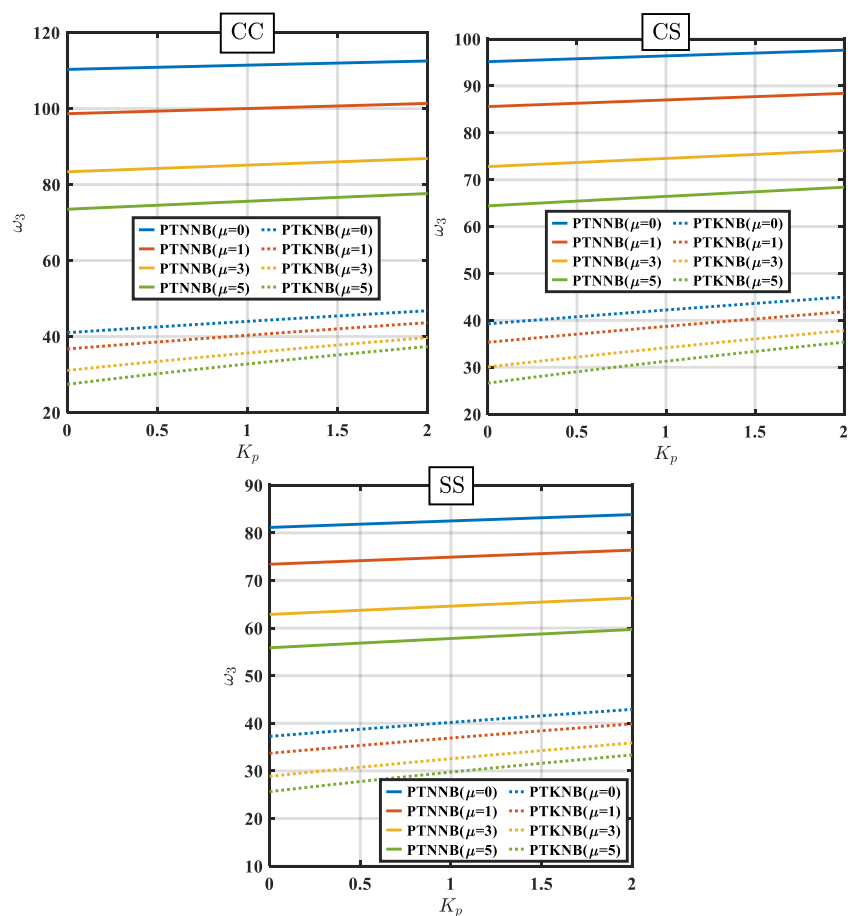 CC
120
100
80
60
40
20
ω₃
PTNNB(μ=0) PTKNB(μ=0)
PTNNB(μ=1) PTKNB(μ=1)
PTNNB(μ=3) PTKNB(μ=3)
PTNNB(μ=5) PTKNB(μ=5)
0 0.5 1 1.5 2
Kₚ
CS
100
90
80
70
60
50
40
30
20
ω₃
PTNNB(μ=0) PTKNB(μ=0)
PTNNB(μ=1) PTKNB(μ=1)
PTNNB(μ=3) PTKNB(μ=3)
PTNNB(μ=5) PTKNB(μ=5)
0 0.5 1 1.5 2
Kₚ
SS
90
80
70
60
50
40
30
20
10
ω₃
PTNNB(μ=0) PTKNB(μ=0)
PTNNB(μ=1) PTKNB(μ=1)
PTNNB(μ=3) PTKNB(μ=3)
PTNNB(μ=5) PTKNB(μ=5)
0 0.5 1 1.5 2
Kₚ